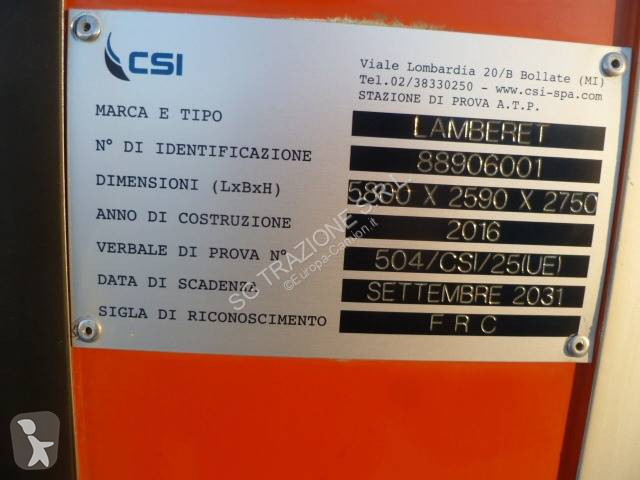 CSI
Viale Lombardia 20/B Bollate (MI)
Tel.02/38330250 - www.csi-spa.com
STAZIONE DI PROVA A.T.P.
MARCA E TIPO LAMBERET
N° DI IDENTIFICAZIONE 88906001
DIMENSIONI (LxBxH) 5860 X 2590 X 2750
ANNO DI COSTRUZIONE 2016
VERBALE DI PROVA N° 504/CSI/25(UE)
DATA DI SCADENZA SETTEMBRE 2031
SIGLA DI RICONOSCIMENTO FRC
SG TRAZIONE S.R.L.
©Europa-Camion.it